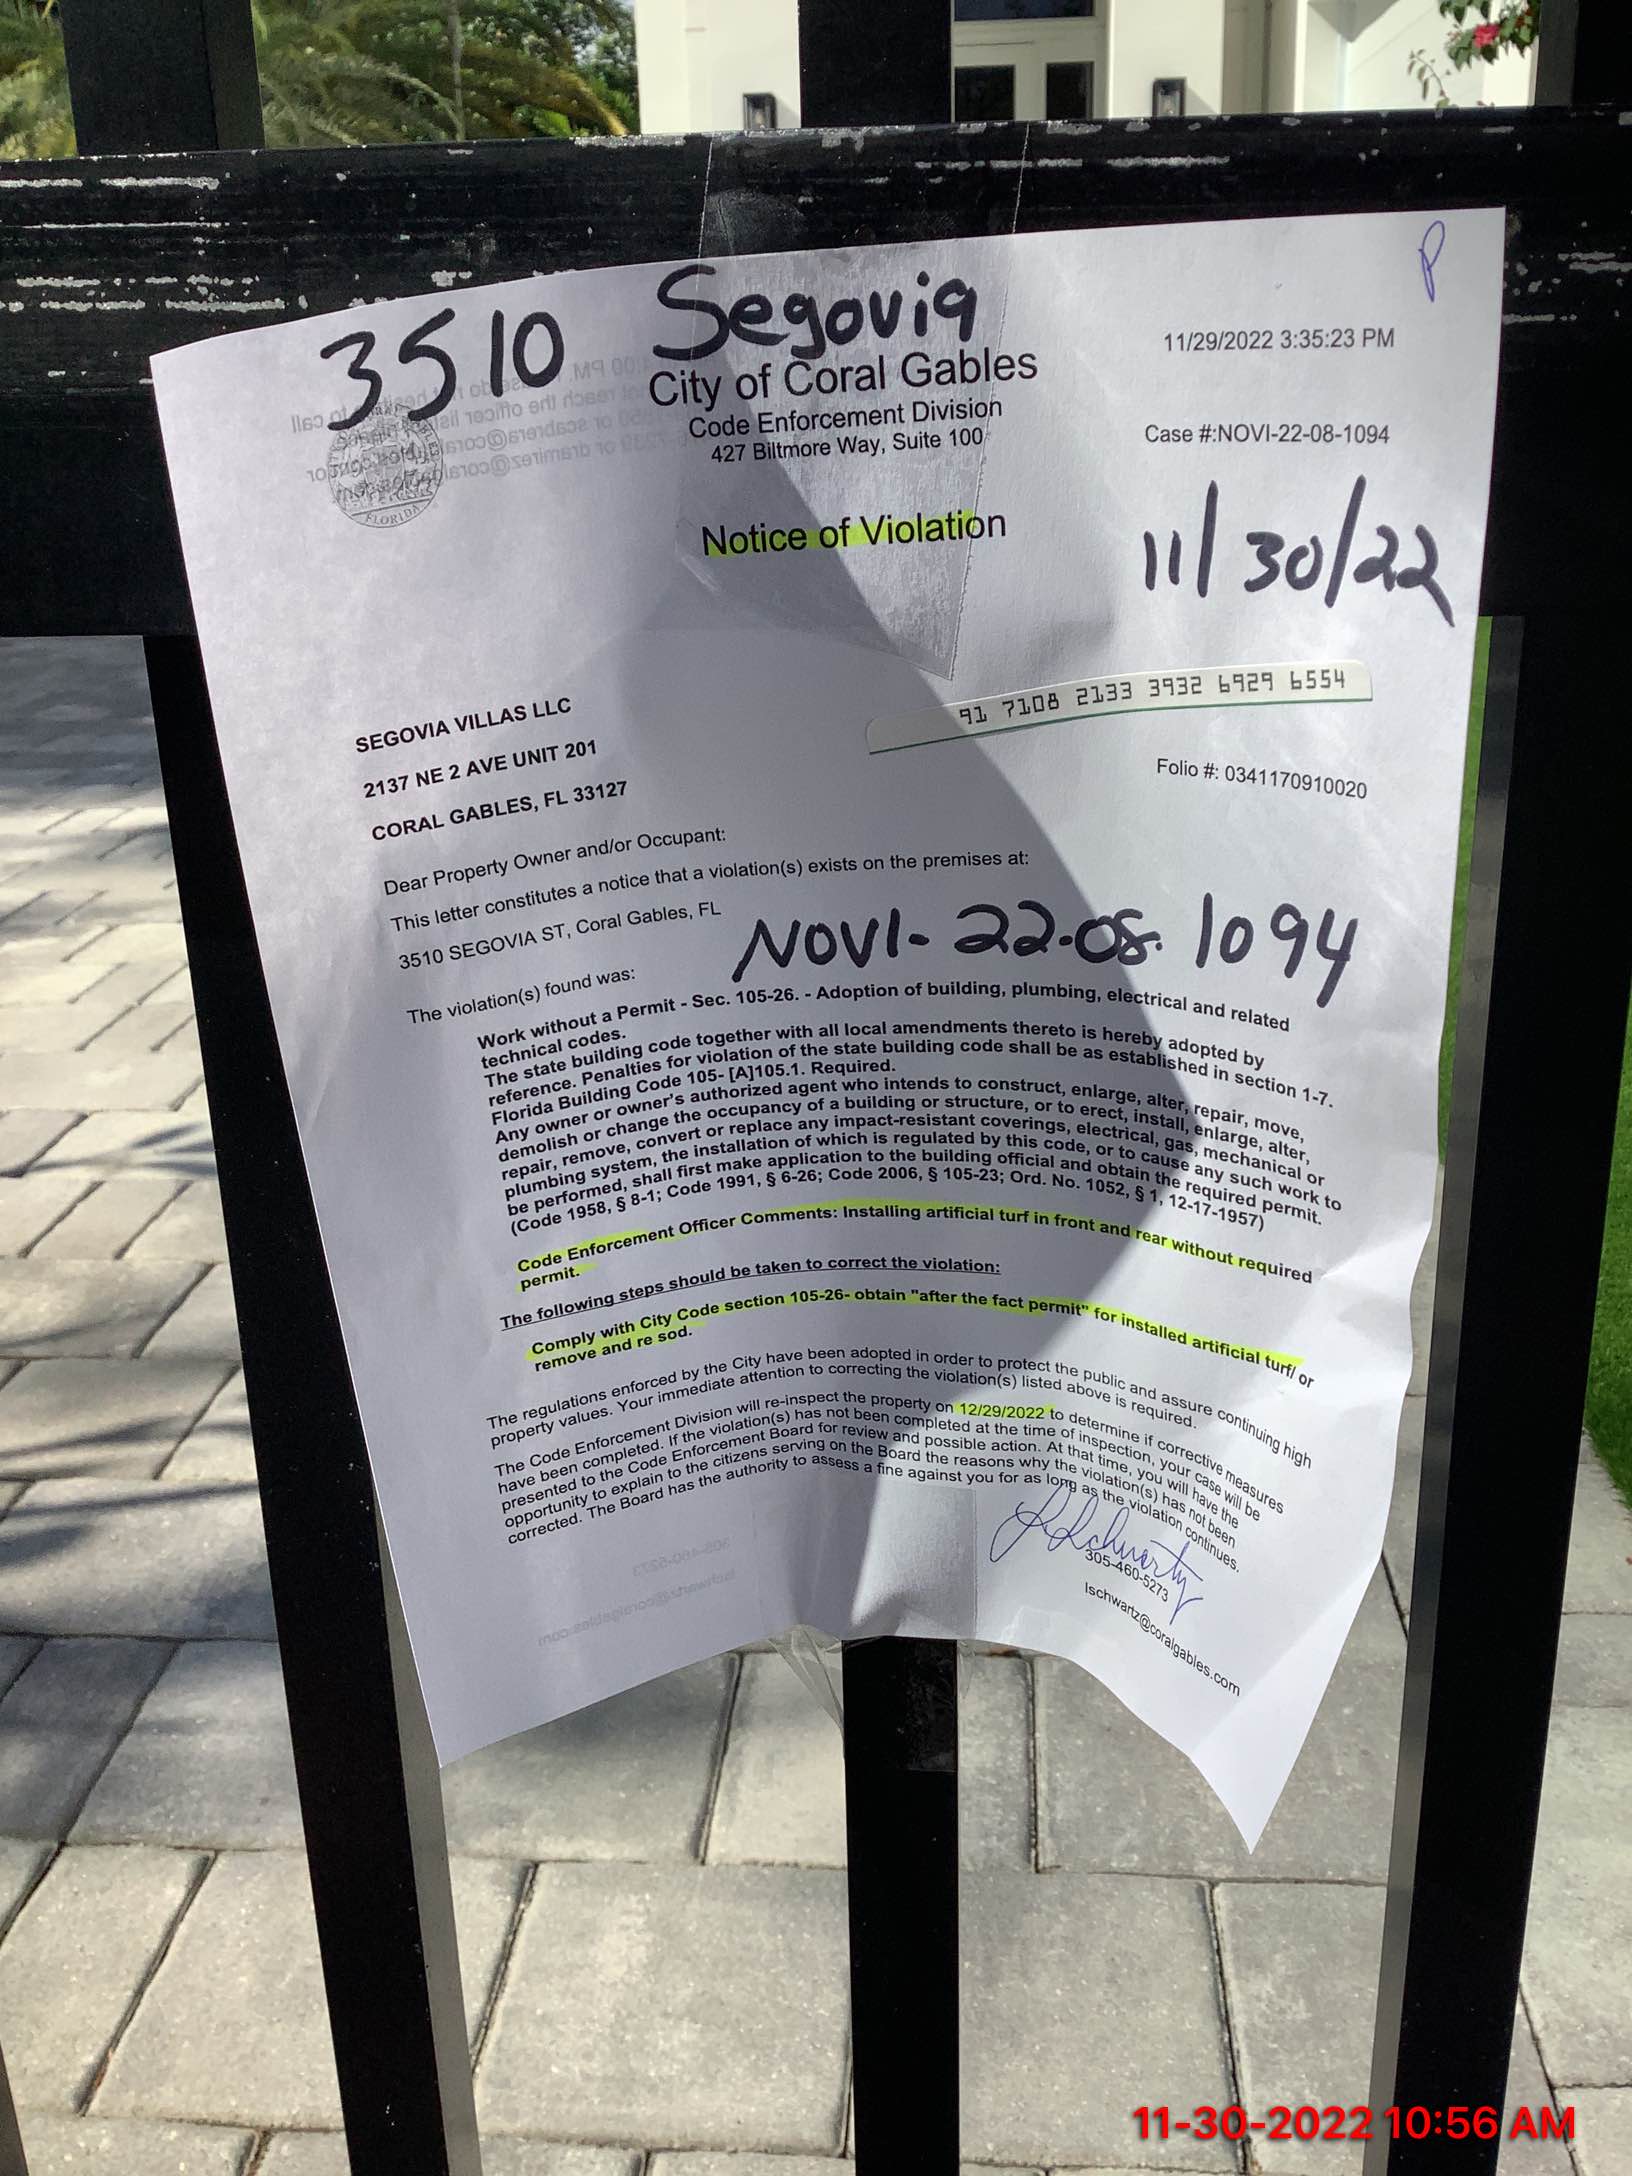 P
3510 Segovia
11/29/2022 3:35:23 PM
City of Coral Gables
Code Enforcement Division
427 Biltmore Way, Suite 100
Case #:NOVI-22-08-1094
FLORIDA
Notice of Violation
11/30/22
91 7108 2133 3932 6929 6554
SEGOVIA VILLAS LLC
2137 NE 2 AVE UNIT 201
CORAL GABLES, FL 33127
Folio #: 0341170910020
Dear Property Owner and/or Occupant:
This letter constitutes a notice that a violation(s) exists on the premises at:
3510 SEGOVIA ST, Coral Gables, FL
NOVI-22-08-1094
The violation(s) found was:
Work without a Permit - Sec. 105-26. - Adoption of building, plumbing, electrical and related
technical codes.
The state building code together with all local amendments thereto is hereby adopted by
reference. Penalties for violation of the state building code shall be as established in section 1-7.
Florida Building Code 105- [A]105.1. Required.
Any owner or owner's authorized agent who intends to construct, enlarge, alter, repair, move,
demolish or change the occupancy of a building or structure, or to erect, install, enlarge, alter,
repair, remove, convert or replace any impact-resistant coverings, electrical, gas, mechanical or
plumbing system, the installation of which is regulated by this code, or to cause any such work to
be performed, shall first make application to the building official and obtain the required permit.
(Code 1958, § 8-1; Code 1991, § 6-26; Code 2006, § 105-23; Ord. No. 1052, § 1, 12-17-1957)
Code Enforcement Officer Comments: Installing artificial turf in front and rear without required
permit.
The following steps should be taken to correct the violation:
Comply with City Code section 105-26- obtain "after the fact permit" for installed artificial turf/ or
remove and re sod.
The regulations enforced by the City have been adopted in order to protect the public and assure continuing high
property values. Your immediate attention to correcting the violation(s) listed above is required.
The Code Enforcement Division will re-inspect the property on 12/29/2022 to determine if corrective measures
have been completed. If the violation(s) has not been completed at the time of inspection, your case will be
presented to the Code Enforcement Board for review and possible action. At that time, you will have the
opportunity to explain to the citizens serving on the Board the reasons why the violation(s) has not been
corrected. The Board has the authority to assess a fine against you for as long as the violation continues.
305-460-5273
lschwartz@coralgables.com
11-30-2022 10:56 AM